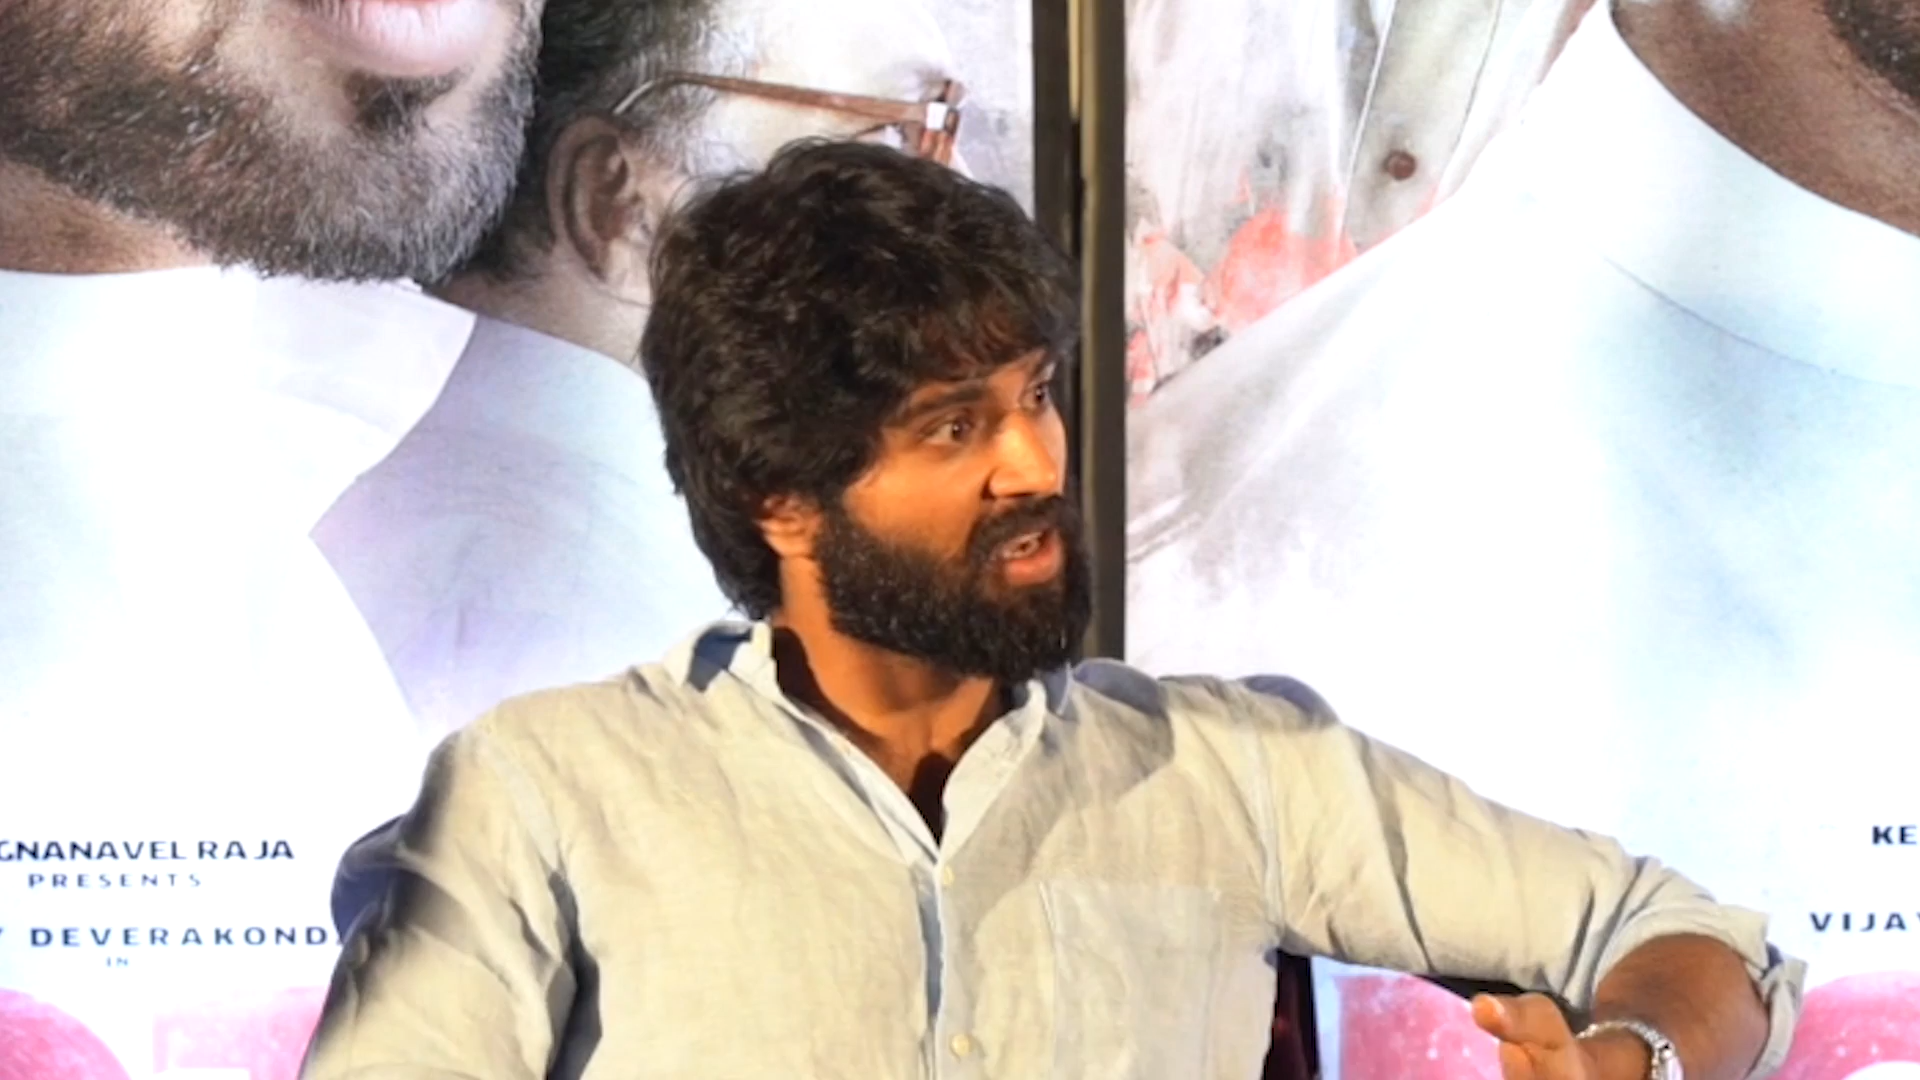 GNANAVEL RAJA
PRESENTS
Y DEVERAKOND
IN
KE
VIJAY